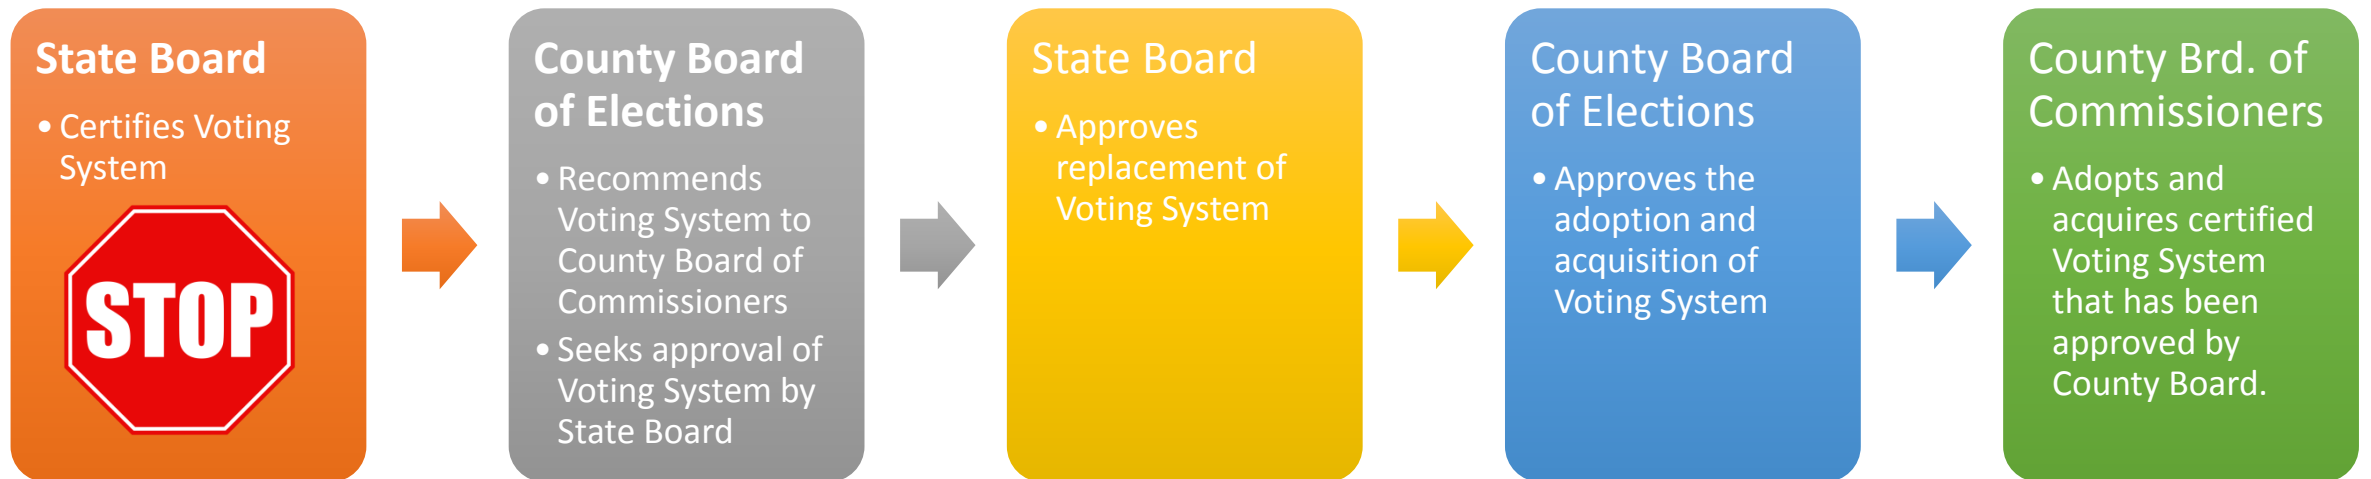 State Board
• Certifies Voting
System
STOP
County Board
of Elections
• Recommends
Voting System to
County Board of
Commissioners
• Seeks approval of
Voting System by
State Board
State Board
• Approves
replacement of
Voting System
County Board
of Elections
• Approves the
adoption and
acquisition of
Voting System
County Brd. of
Commissioners
• Adopts and
acquires certified
Voting System
that has been
approved by
County Board.